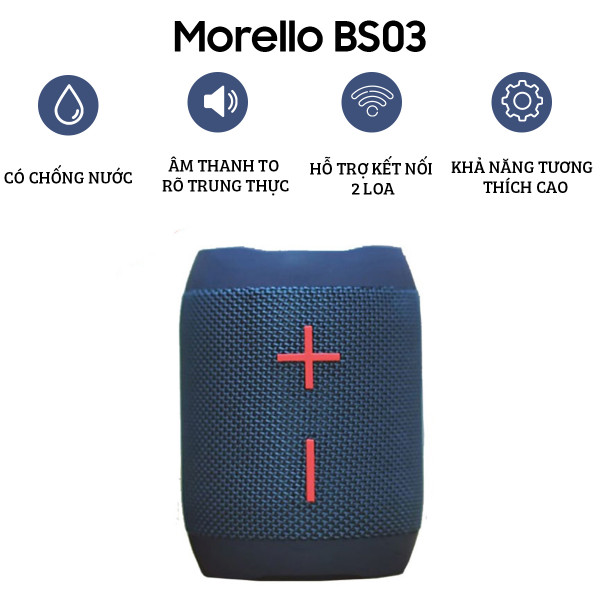 Morello BS03
CÓ CHỐNG NƯỚC
ÂM THANH TO
RÕ TRUNG THỰC
HỖ TRỢ KẾT NỐI
2 LOA
KHẢ NĂNG TƯƠNG
THÍCH CAO